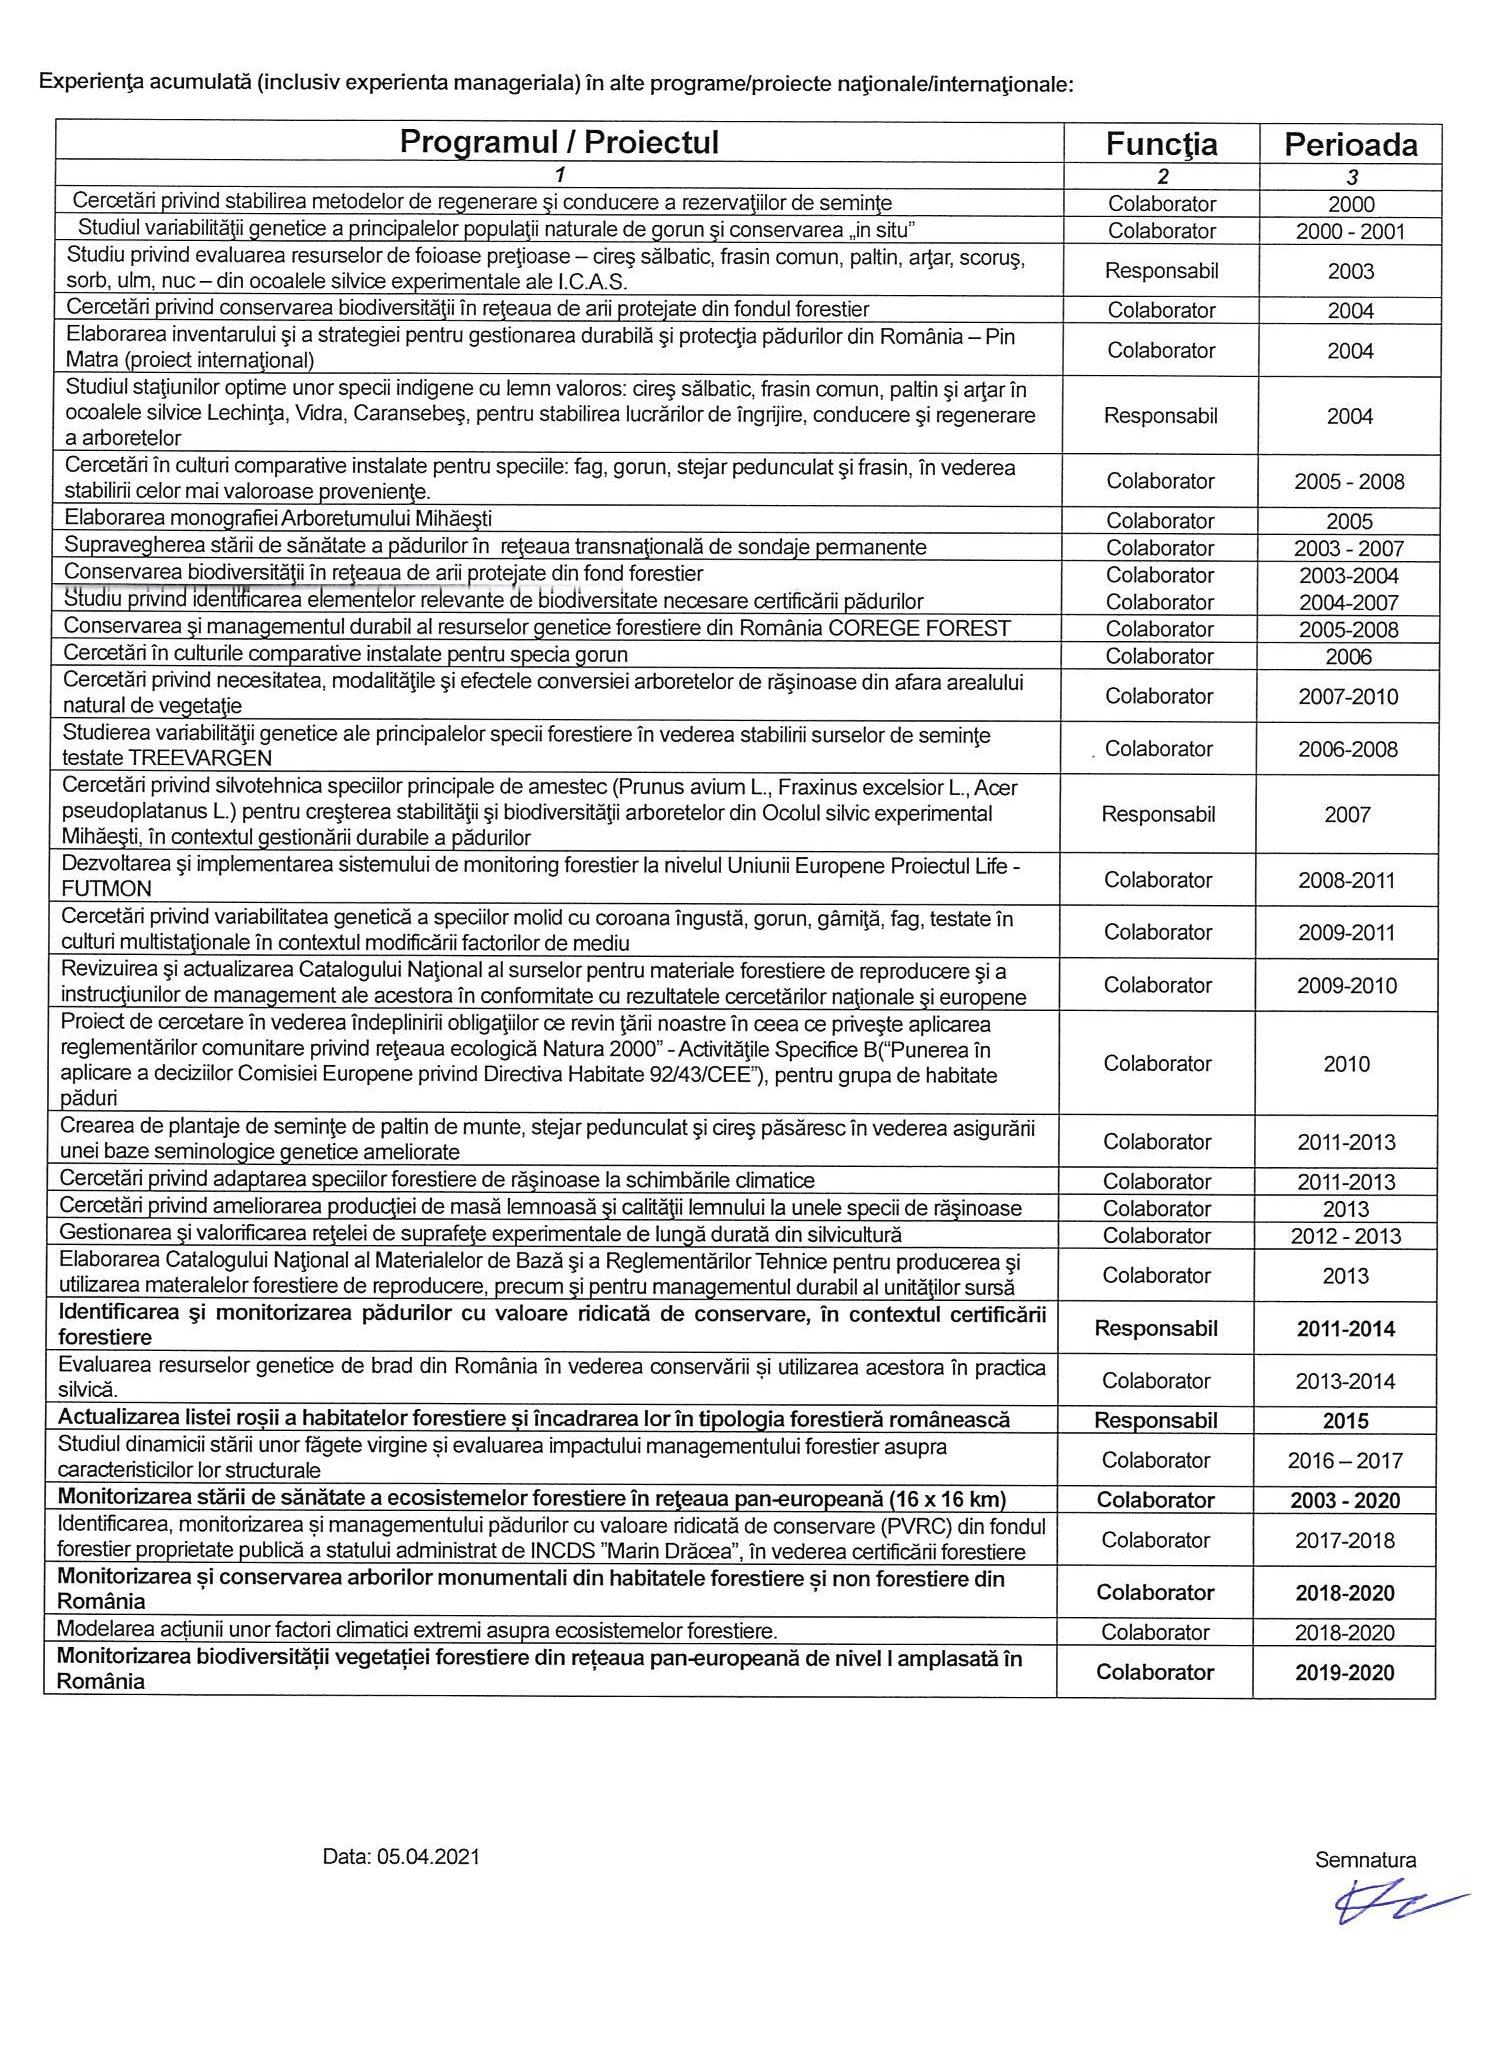 Experienţa acumulată (inclusiv experienta manageriala) în alte programe/proiecte naţionale/internaţionale:
Programul / Proiectul Funcţia Perioada
1 2 3
Cercetări privind stabilirea metodelor de regenerare şi conducere a rezervaţiilor de seminţe Colaborator 2000
Studiul variabilităţii genetice a principalelor populaţii naturale de gorun şi conservarea „in situ” Colaborator 2000 - 2001
Studiu privind evaluarea resurselor de foioase preţioase – cireş sălbatic, frasin comun, paltin, arţar, scoruş,
sorb, ulm, nuc – din ocoalele silvice experimentale ale I.C.A.S. Responsabil 2003
Cercetări privind conservarea biodiversităţii în reţeaua de arii protejate din fondul forestier Colaborator 2004
Elaborarea inventarului şi a strategiei pentru gestionarea durabilă şi protecţia pădurilor din România – Pin
Matra (proiect internaţional) Colaborator 2004
Studiul staţiunilor optime unor specii indigene cu lemn valoros: cireş sălbatic, frasin comun, paltin şi arţar în
ocoalele silvice Lechinţa, Vidra, Caransebeş, pentru stabilirea lucrărilor de îngrijire, conducere şi regenerare Responsabil 2004
a arboretelor
Cercetări în culturi comparative instalate pentru speciile: fag, gorun, stejar pedunculat şi frasin, în vederea
stabilirii celor mai valoroase provenienţe. Colaborator 2005 - 2008
Elaborarea monografiei Arboretumului Mihăeşti Colaborator 2005
Supravegherea stării de sănătate a pădurilor în reţeaua transnaţională de sondaje permanente Colaborator 2003 - 2007
Conservarea biodiversităţii în reţeaua de arii protejate din fond forestier Colaborator 2003-2004
Studiu privind identificarea elementelor relevante de biodiversitate necesare certificării pădurilor Colaborator 2004-2007
Conservarea şi managementul durabil al resurselor genetice forestiere din România COREGE FOREST Colaborator 2005-2008
Cercetări în culturile comparative instalate pentru specia gorun Colaborator 2006
Cercetări privind necesitatea, modalităţile şi efectele conversiei arboretelor de răşinoase din afara arealului
natural de vegetaţie Colaborator 2007-2010
Studierea variabilităţii genetice ale principalelor specii forestiere în vederea stabilirii surselor de seminţe
testate TREEVARGEN Colaborator 2006-2008
Cercetări privind silvotehnica speciilor principale de amestec (Prunus avium L., Fraxinus excelsior L., Acer
pseudoplatanus L.) pentru creşterea stabilităţii şi biodiversităţii arboretelor din Ocolul silvic experimental Responsabil 2007
Mihăeşti, în contextul gestionării durabile a pădurilor
Dezvoltarea şi implementarea sistemului de monitoring forestier la nivelul Uniunii Europene Proiectul Life -
FUTMON Colaborator 2008-2011
Cercetări privind variabilitatea genetică a speciilor molid cu coroana îngustă, gorun, gârniţă, fag, testate în
culturi multistaţionale în contextul modificării factorilor de mediu Colaborator 2009-2011
Revizuirea şi actualizarea Catalogului Naţional al surselor pentru materiale forestiere de reproducere şi a
instrucţiunilor de management ale acestora în conformitate cu rezultatele cercetărilor naţionale şi europene Colaborator 2009-2010
Proiect de cercetare în vederea îndeplinirii obligaţiilor ce revin ţării noastre în ceea ce priveşte aplicarea
reglementărilor comunitare privind reţeaua ecologică Natura 2000” - Activităţile Specifice B(“Punerea în
aplicare a deciziilor Comisiei Europene privind Directiva Habitate 92/43/CEE”), pentru grupa de habitate Colaborator 2010
păduri
Crearea de plantaje de seminţe de paltin de munte, stejar pedunculat şi cireş păsăresc în vederea asigurării
unei baze seminologice genetice ameliorate Colaborator 2011-2013
Cercetări privind adaptarea speciilor forestiere de răşinoase la schimbările climatice Colaborator 2011-2013
Cercetări privind ameliorarea producţiei de masă lemnoasă şi calităţii lemnului la unele specii de răşinoase Colaborator 2013
Gestionarea şi valorificarea reţelei de suprafeţe experimentale de lungă durată din silvicultură Colaborator 2012 - 2013
Elaborarea Catalogului Naţional al Materialelor de Bază şi a Reglementărilor Tehnice pentru producerea şi
utilizarea materalelor forestiere de reproducere, precum şi pentru managementul durabil al unităţilor sursă Colaborator 2013
Identificarea şi monitorizarea pădurilor cu valoare ridicată de conservare, în contextul certificării
forestiere Responsabil 2011-2014
Evaluarea resurselor genetice de brad din România în vederea conservării și utilizarea acestora în practica
silvică. Colaborator 2013-2014
Actualizarea listei roșii a habitatelor forestiere și încadrarea lor în tipologia forestieră românească Responsabil 2015
Studiul dinamicii stării unor făgete virgine și evaluarea impactului managementului forestier asupra
caracteristicilor lor structurale Colaborator 2016 – 2017
Monitorizarea stării de sănătate a ecosistemelor forestiere în reţeaua pan-europeană (16 x 16 km) Colaborator 2003 - 2020
Identificarea, monitorizarea și managementului pădurilor cu valoare ridicată de conservare (PVRC) din fondul
forestier proprietate publică a statului administrat de INCDS ”Marin Drăcea”, în vederea certificării forestiere Colaborator 2017-2018
Monitorizarea și conservarea arborilor monumentali din habitatele forestiere și non forestiere din
România Colaborator 2018-2020
Modelarea acțiunii unor factori climatici extremi asupra ecosistemelor forestiere. Colaborator 2018-2020
Monitorizarea biodiversității vegetației forestiere din rețeaua pan-europeană de nivel I amplasată în
România Colaborator 2019-2020
Data: 05.04.2021 Semnatura